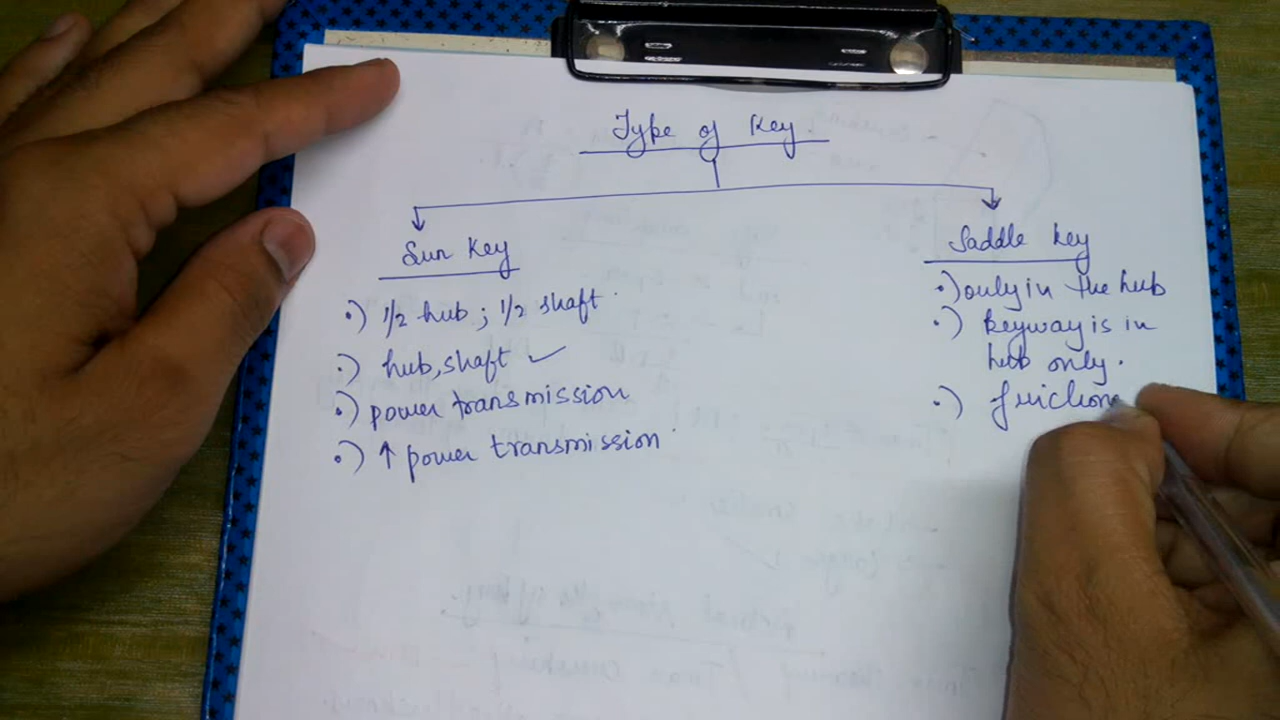 Type of Key
Sun Key
·) 1/2 hub ; 1/2 shaft
·) hub, shaft ✓
·) power transmission
·) ↑ power transmission
Saddle key
·) only in the hub
·) keyway is in
hub only.
·) friction